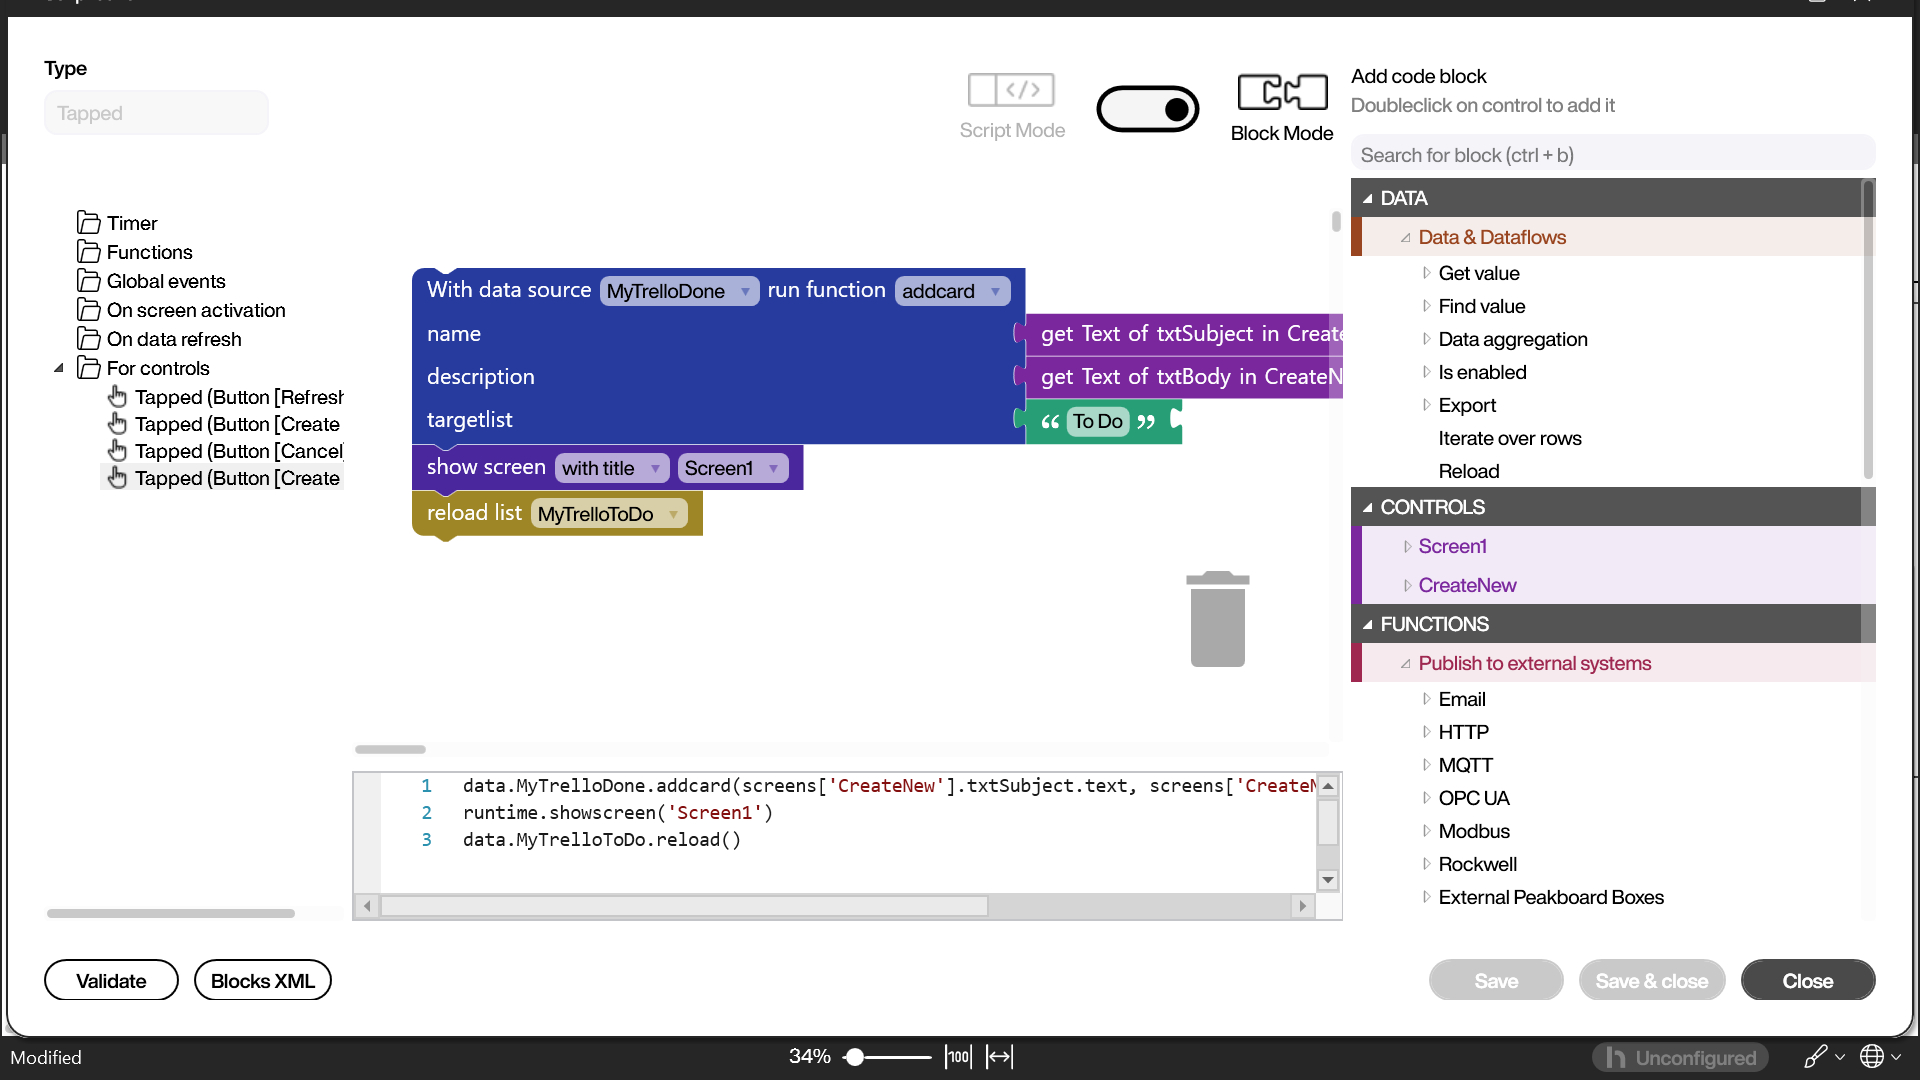 Type
Tapped
Script Mode
Block Mode
Add code block
Doubleclick on control to add it
Search for block (ctrl + b)
Timer
Functions
Global events
On screen activation
On data refresh
For controls
Tapped (Button [Refresh
Tapped (Button [Create
Tapped (Button [Cancel
Tapped (Button [Create
With data source MyTrelloDone run function addcard
name
get Text of txtSubject in Create
description
get Text of txtBody in CreateN
targetlist
“ To Do ”
show screen with title Screen1
reload list MyTrelloToDo
1 data.MyTrelloDone.addcard(screens['CreateNew'].txtSubject.text, screens['CreateN
2 runtime.showscreen('Screen1')
3 data.MyTrelloToDo.reload()
DATA
Data & Dataflows
Get value
Find value
Data aggregation
Is enabled
Export
Iterate over rows
Reload
CONTROLS
Screen1
CreateNew
FUNCTIONS
Publish to external systems
Email
HTTP
MQTT
OPC UA
Modbus
Rockwell
External Peakboard Boxes
Validate
Blocks XML
Save
Save & close
Close
Modified
34%
100
Unconfigured